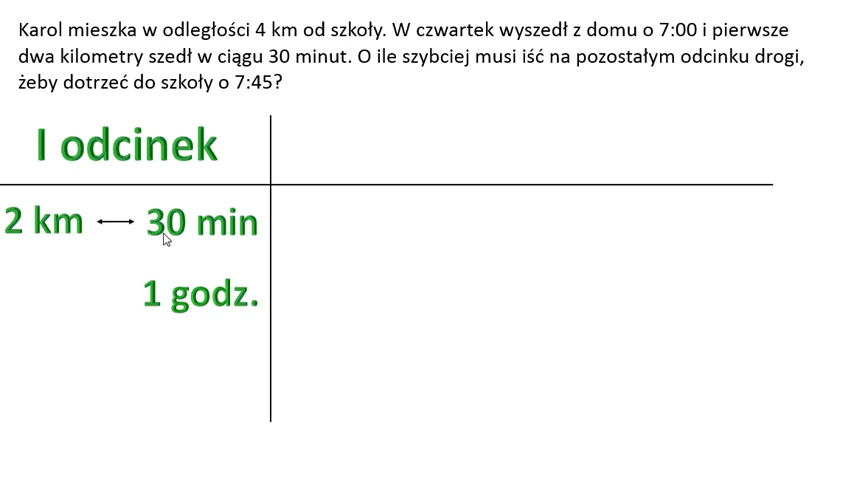 Karol mieszka w odległości 4 km od szkoły. W czwartek wyszedł z domu o 7:00 i pierwsze
dwa kilometry szedł w ciągu 30 minut. O ile szybciej musi iść na pozostałym odcinku drogi,
żeby dotrzeć do szkoły o 7:45?
I odcinek
2 km ↔ 30 min
1 godz.